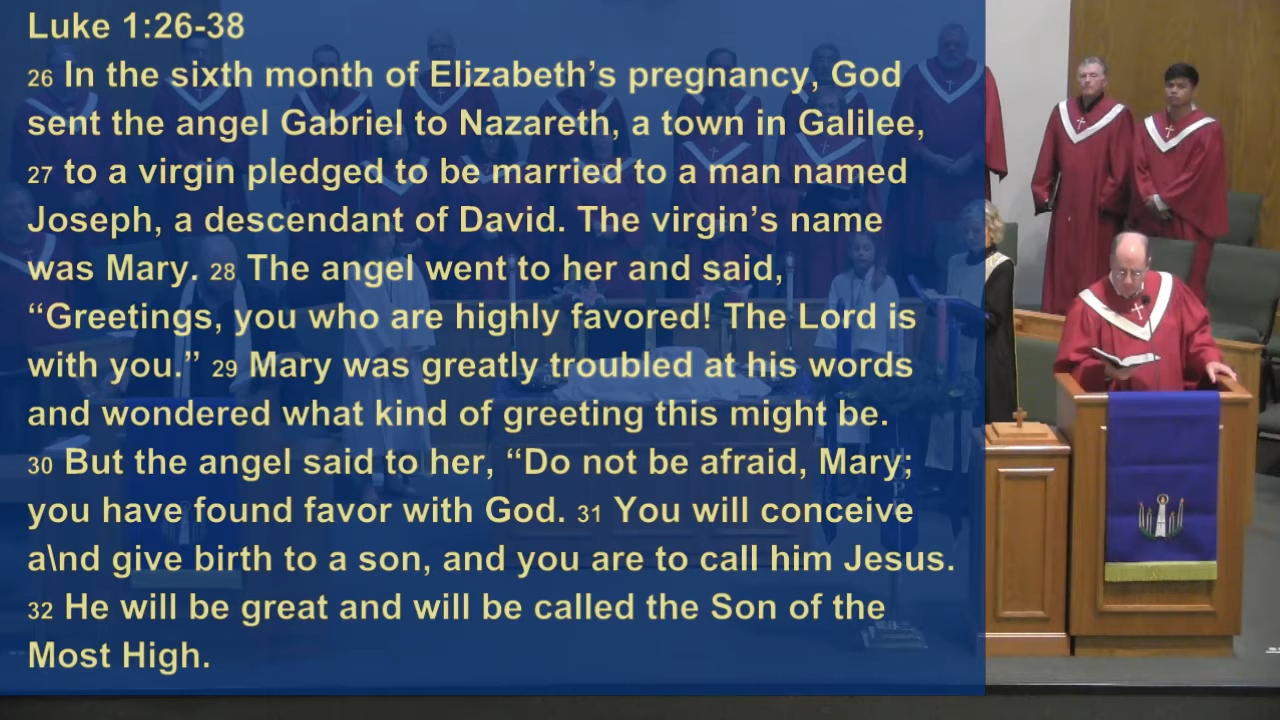 Luke 1:26-38
26 In the sixth month of Elizabeth’s pregnancy, God
sent the angel Gabriel to Nazareth, a town in Galilee,
27 to a virgin pledged to be married to a man named
Joseph, a descendant of David. The virgin’s name
was Mary. 28 The angel went to her and said,
“Greetings, you who are highly favored! The Lord is
with you.” 29 Mary was greatly troubled at his words
and wondered what kind of greeting this might be.
30 But the angel said to her, “Do not be afraid, Mary;
you have found favor with God. 31 You will conceive
a\nd give birth to a son, and you are to call him Jesus.
32 He will be great and will be called the Son of the
Most High.